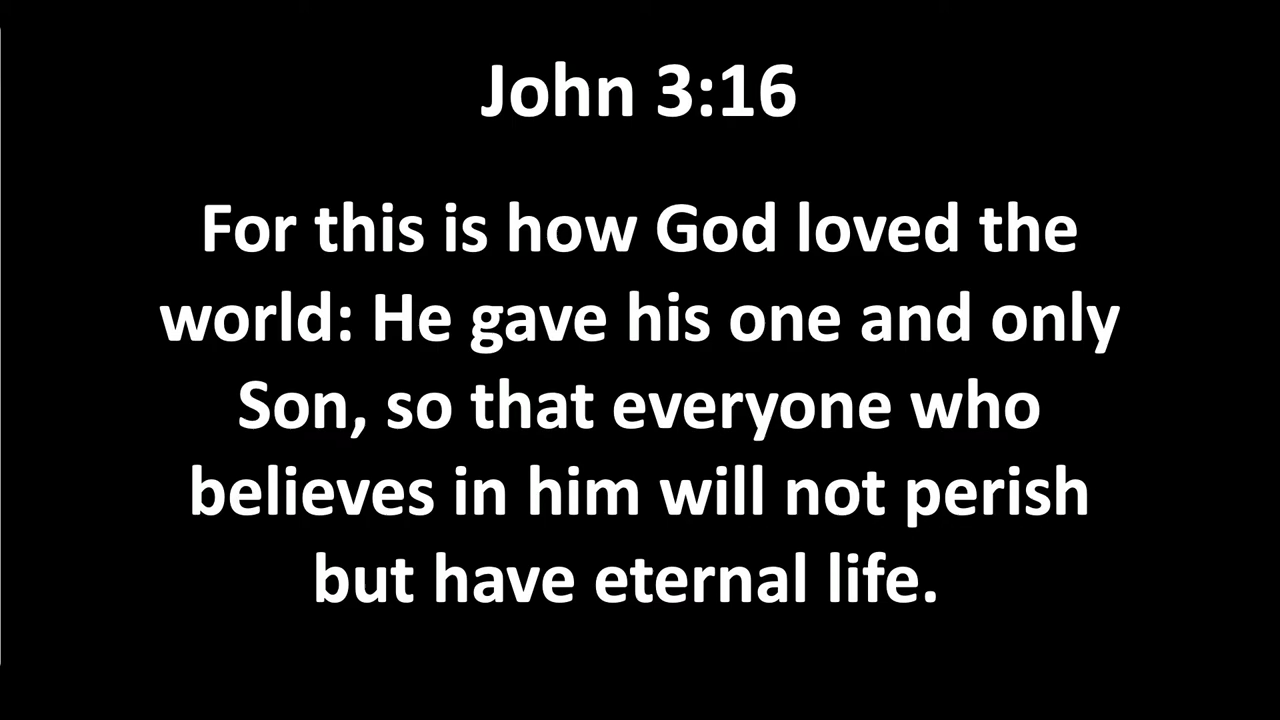 John 3:16
For this is how God loved the
world: He gave his one and only
Son, so that everyone who
believes in him will not perish
but have eternal life.